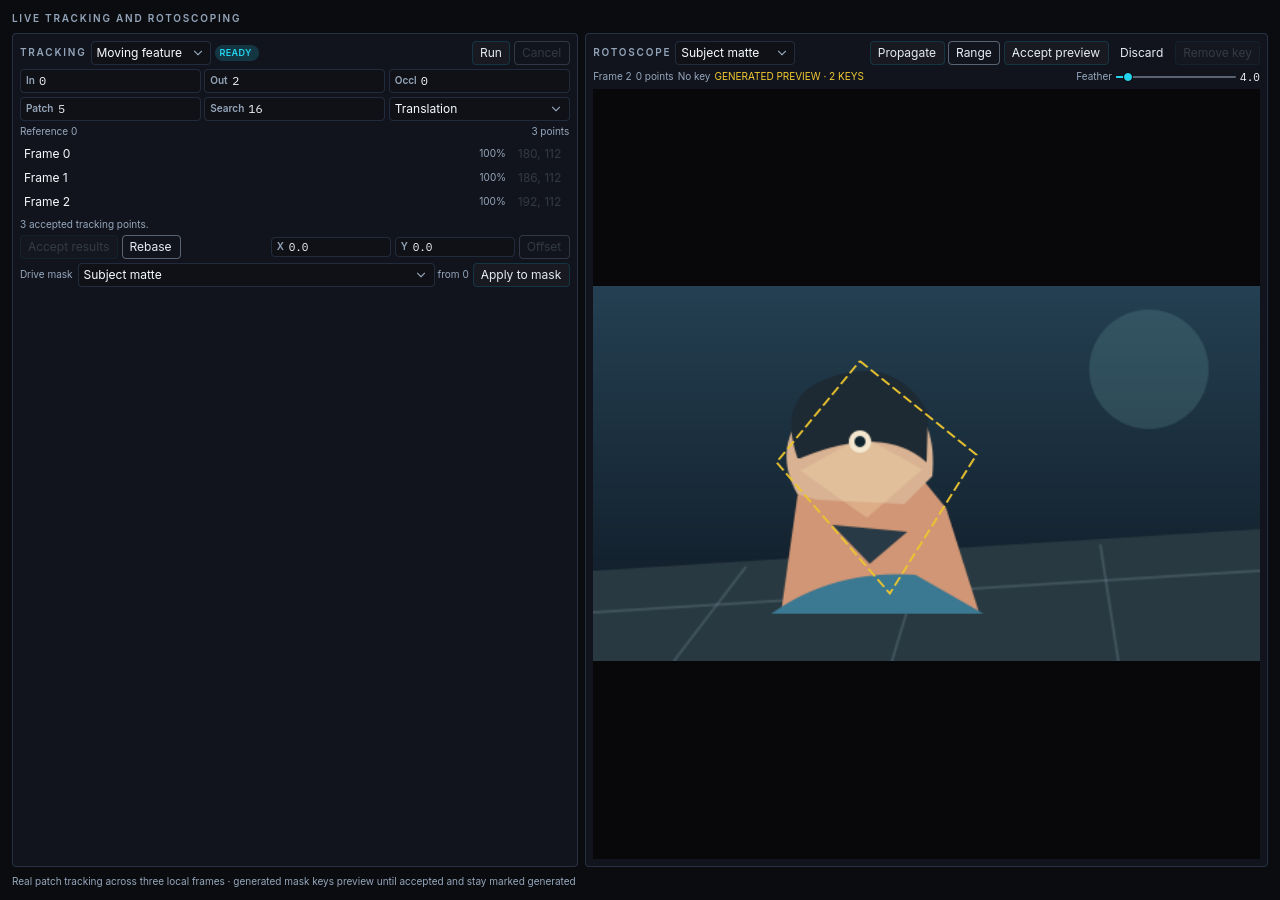 LIVE TRACKING AND ROTOSCOPING
TRACKING Moving feature READY Run Cancel
In 0 Out 2 Occl 0
Patch 5 Search 16 Translation
Reference 0 3 points
Frame 0 100% 180, 112
Frame 1 100% 186, 112
Frame 2 100% 192, 112
3 accepted tracking points.
Accept results Rebase X 0.0 Y 0.0 Offset
Drive mask Subject matte from 0 Apply to mask
ROTOSCOPE Subject matte Propagate Range Accept preview Discard Remove key
Frame 2 0 points No key GENERATED PREVIEW · 2 KEYS Feather 4.0
Real patch tracking across three local frames · generated mask keys preview until accepted and stay marked generated